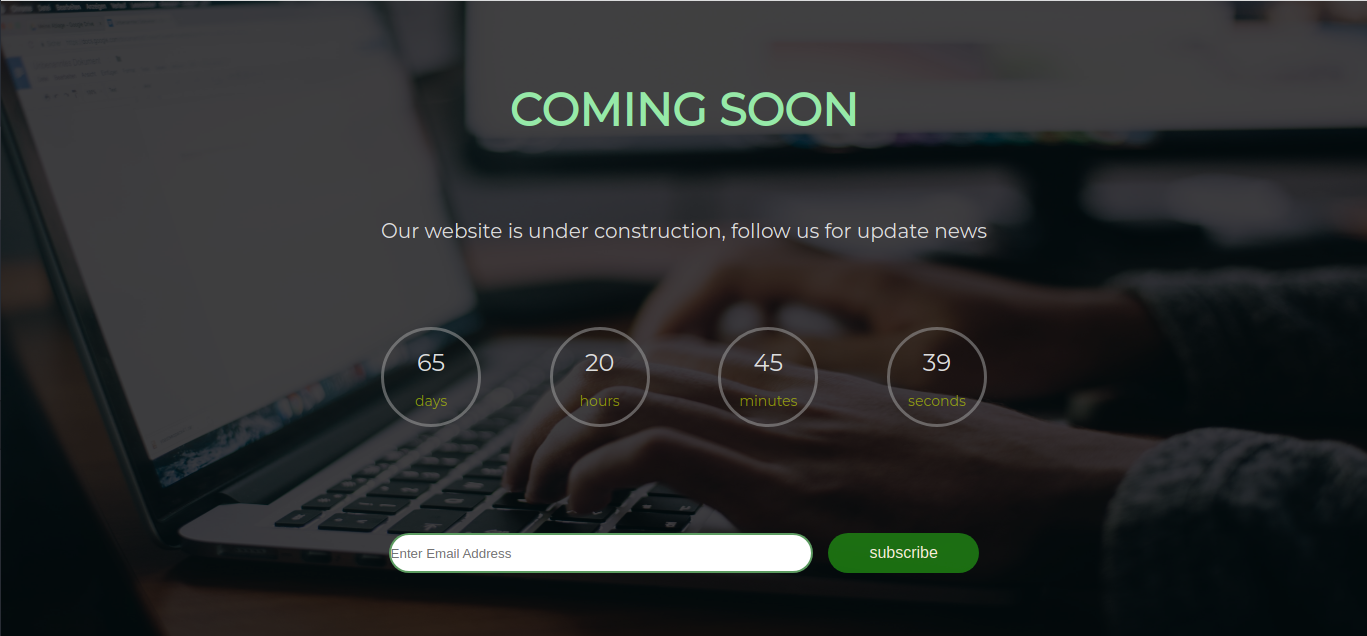 COMING SOON
Our website is under construction, follow us for update news
65 20 45 39
days hours minutes seconds
Enter Email Address subscribe